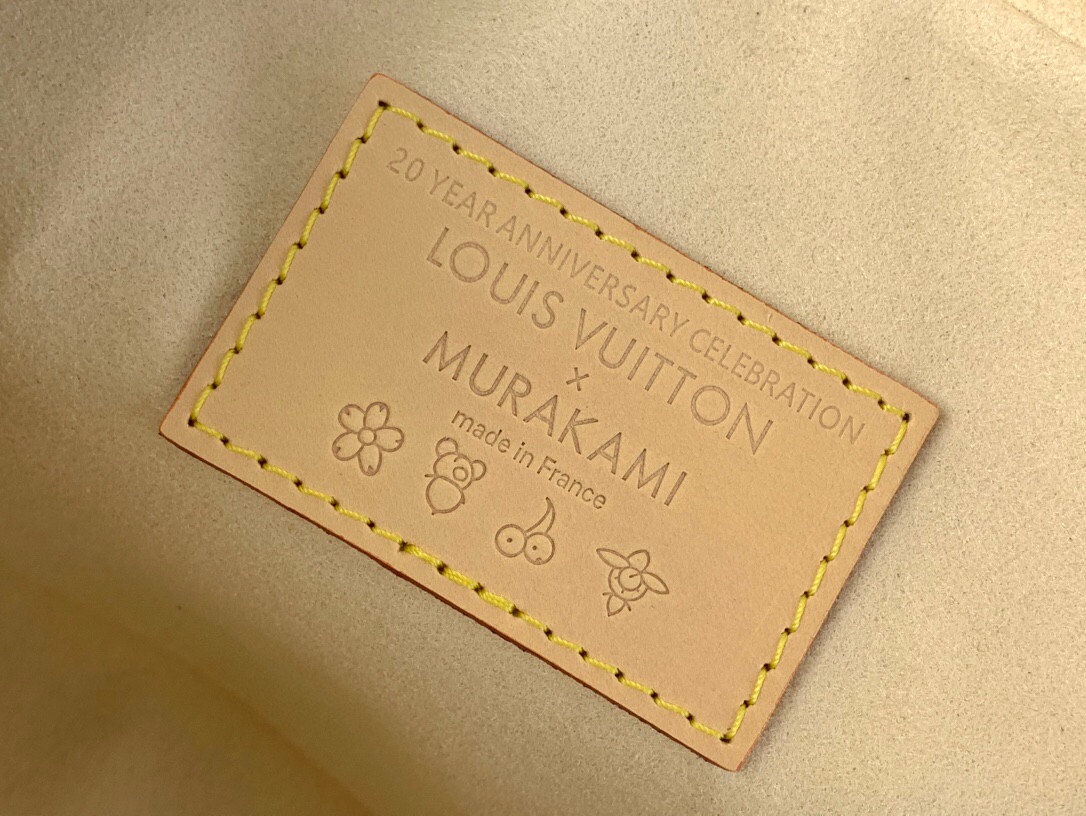 20 YEAR ANNIVERSARY CELEBRATION
LOUIS VUITTON
x
MURAKAMI
made in France